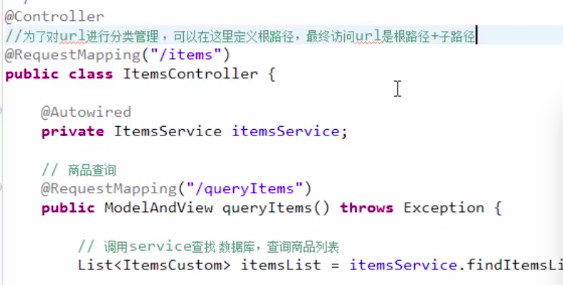 @Controller
//为了对url进行分类管理，可以在这里定义根路径，最终访问url是根路径+子路径
@RequestMapping("/items")
public class ItemsController {
@Autowired
private ItemsService itemsService;
// 商品查询
@RequestMapping("/queryItems")
public ModelAndView queryItems() throws Exception {
// 调用service查找 数据库，查询商品列表
List<ItemsCustom> itemsList = itemsService.findItemsLi